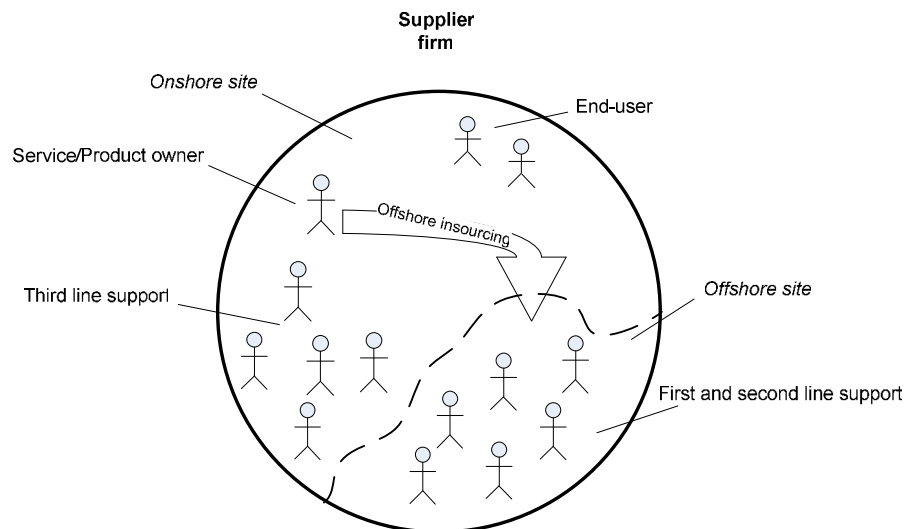 Supplier
firm
Onshore site
End-user
Service/Product owner
Offshore insourcing
Third line support
Offshore site
First and second line support